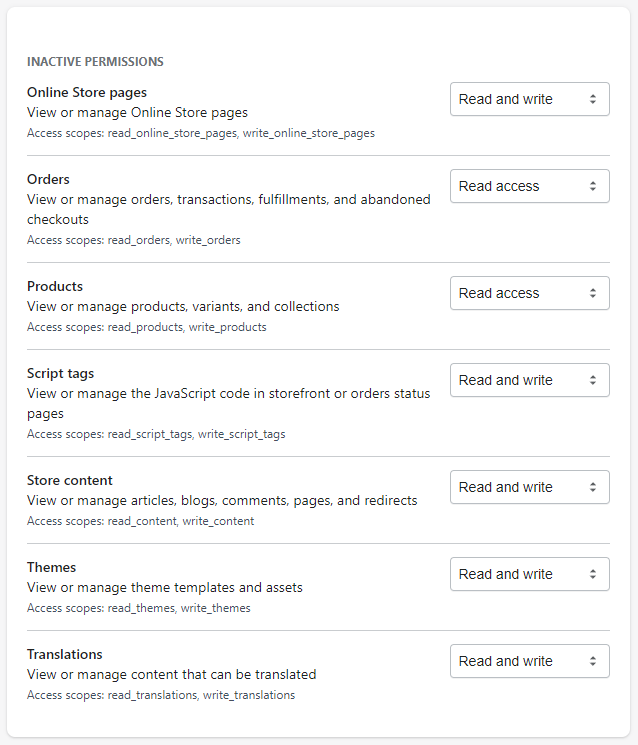 INACTIVE PERMISSIONS
Online Store pages
Read and write
View or manage Online Store pages
Access scopes: read_online_store_pages, write_online_store_pages
Orders
Read access
View or manage orders, transactions, fulfillments, and abandoned
checkouts
Access scopes: read_orders, write_orders
Products
Read access
View or manage products, variants, and collections
Access scopes: read_products, write_products
Script tags
Read and write
View or manage the JavaScript code in storefront or orders status
pages
Access scopes: read_script_tags, write_script_tags
Store content
Read and write
View or manage articles, blogs, comments, pages, and redirects
Access scopes: read_content, write_content
Themes
Read and write
View or manage theme templates and assets
Access scopes: read_themes, write_themes
Translations
Read and write
View or manage content that can be translated
Access scopes: read_translations, write_translations